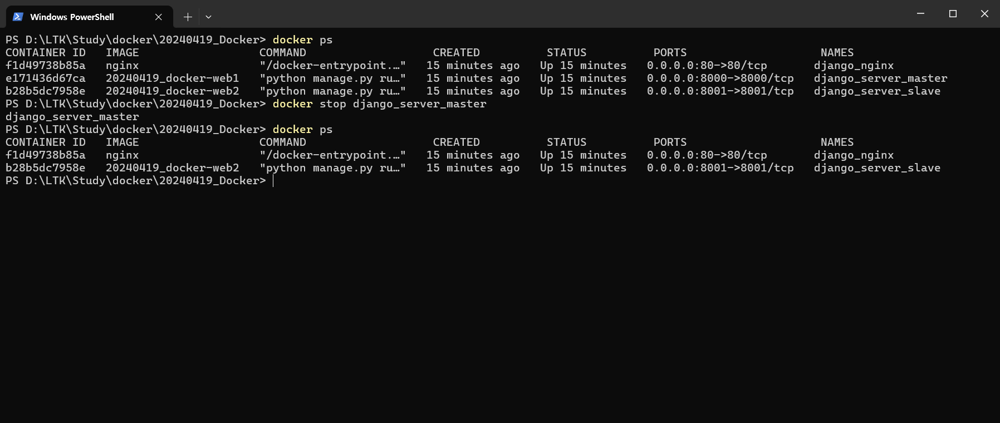 Windows PowerShell
PS D:\LTK\Study\docker\20240419_Docker> docker ps
CONTAINER ID   IMAGE                  COMMAND                   CREATED          STATUS          PORTS                    NAMES
f1d49738b85a   nginx                  "/docker-entrypoint.…"   15 minutes ago   Up 15 minutes   0.0.0.0:80->80/tcp       django_nginx
e171436d67ca   20240419_docker-web1   "python manage.py ru…"   15 minutes ago   Up 15 minutes   0.0.0.0:8000->8000/tcp   django_server_master
b28b5dc7958e   20240419_docker-web2   "python manage.py ru…"   15 minutes ago   Up 15 minutes   0.0.0.0:8001->8001/tcp   django_server_slave
PS D:\LTK\Study\docker\20240419_Docker> docker stop django_server_master
django_server_master
PS D:\LTK\Study\docker\20240419_Docker> docker ps
CONTAINER ID   IMAGE                  COMMAND                   CREATED          STATUS          PORTS                    NAMES
f1d49738b85a   nginx                  "/docker-entrypoint.…"   15 minutes ago   Up 15 minutes   0.0.0.0:80->80/tcp       django_nginx
b28b5dc7958e   20240419_docker-web2   "python manage.py ru…"   15 minutes ago   Up 15 minutes   0.0.0.0:8001->8001/tcp   django_server_slave
PS D:\LTK\Study\docker\20240419_Docker>